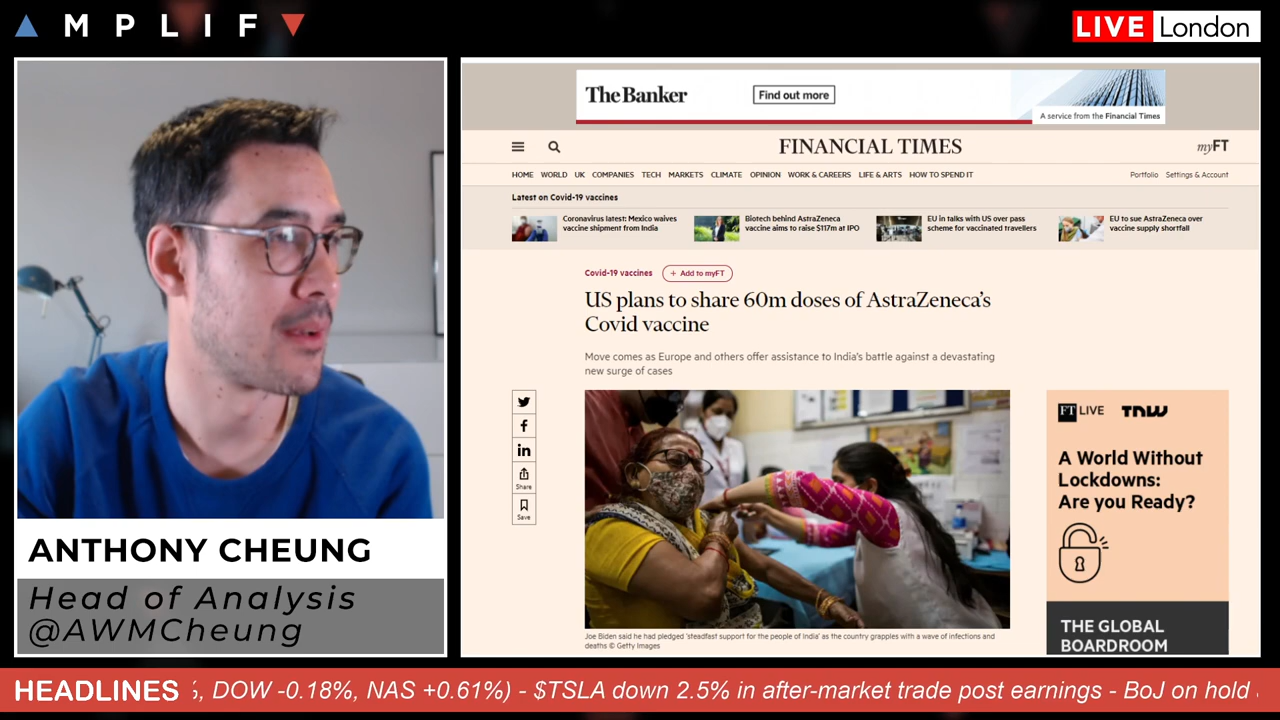 AMPLIFY
LIVE London
ANTHONY CHEUNG
Head of Analysis
@AWMCheung
The Banker
Find out more
A service from the Financial Times
FINANCIAL TIMES
myFT
HOME WORLD UK COMPANIES TECH MARKETS CLIMATE OPINION WORK & CAREERS LIFE & ARTS HOW TO SPEND IT
Portfolio Settings & Account
Latest on Covid-19 vaccines
Coronavirus latest: Mexico waives
vaccine shipment from India
Biotech behind AstraZeneca
vaccine aims to raise $117m at IPO
EU in talks with US over pass
scheme for vaccinated travellers
EU to sue AstraZeneca over
vaccine supply shortfall
Covid-19 vaccines
+ Add to myFT
US plans to share 60m doses of AstraZeneca's
Covid vaccine
Move comes as Europe and others offer assistance to India's battle against a devastating
new surge of cases
Share
Save
Joe Biden said he had pledged 'steadfast support for the people of India' as the country grapples with a wave of infections and
deaths © Getty Images
FT LIVE TNW
A World Without
Lockdowns:
Are you Ready?
THE GLOBAL
BOARDROOM
HEADLINES %, DOW -0.18%, NAS +0.61%) - $TSLA down 2.5% in after-market trade post earnings - BoJ on hold